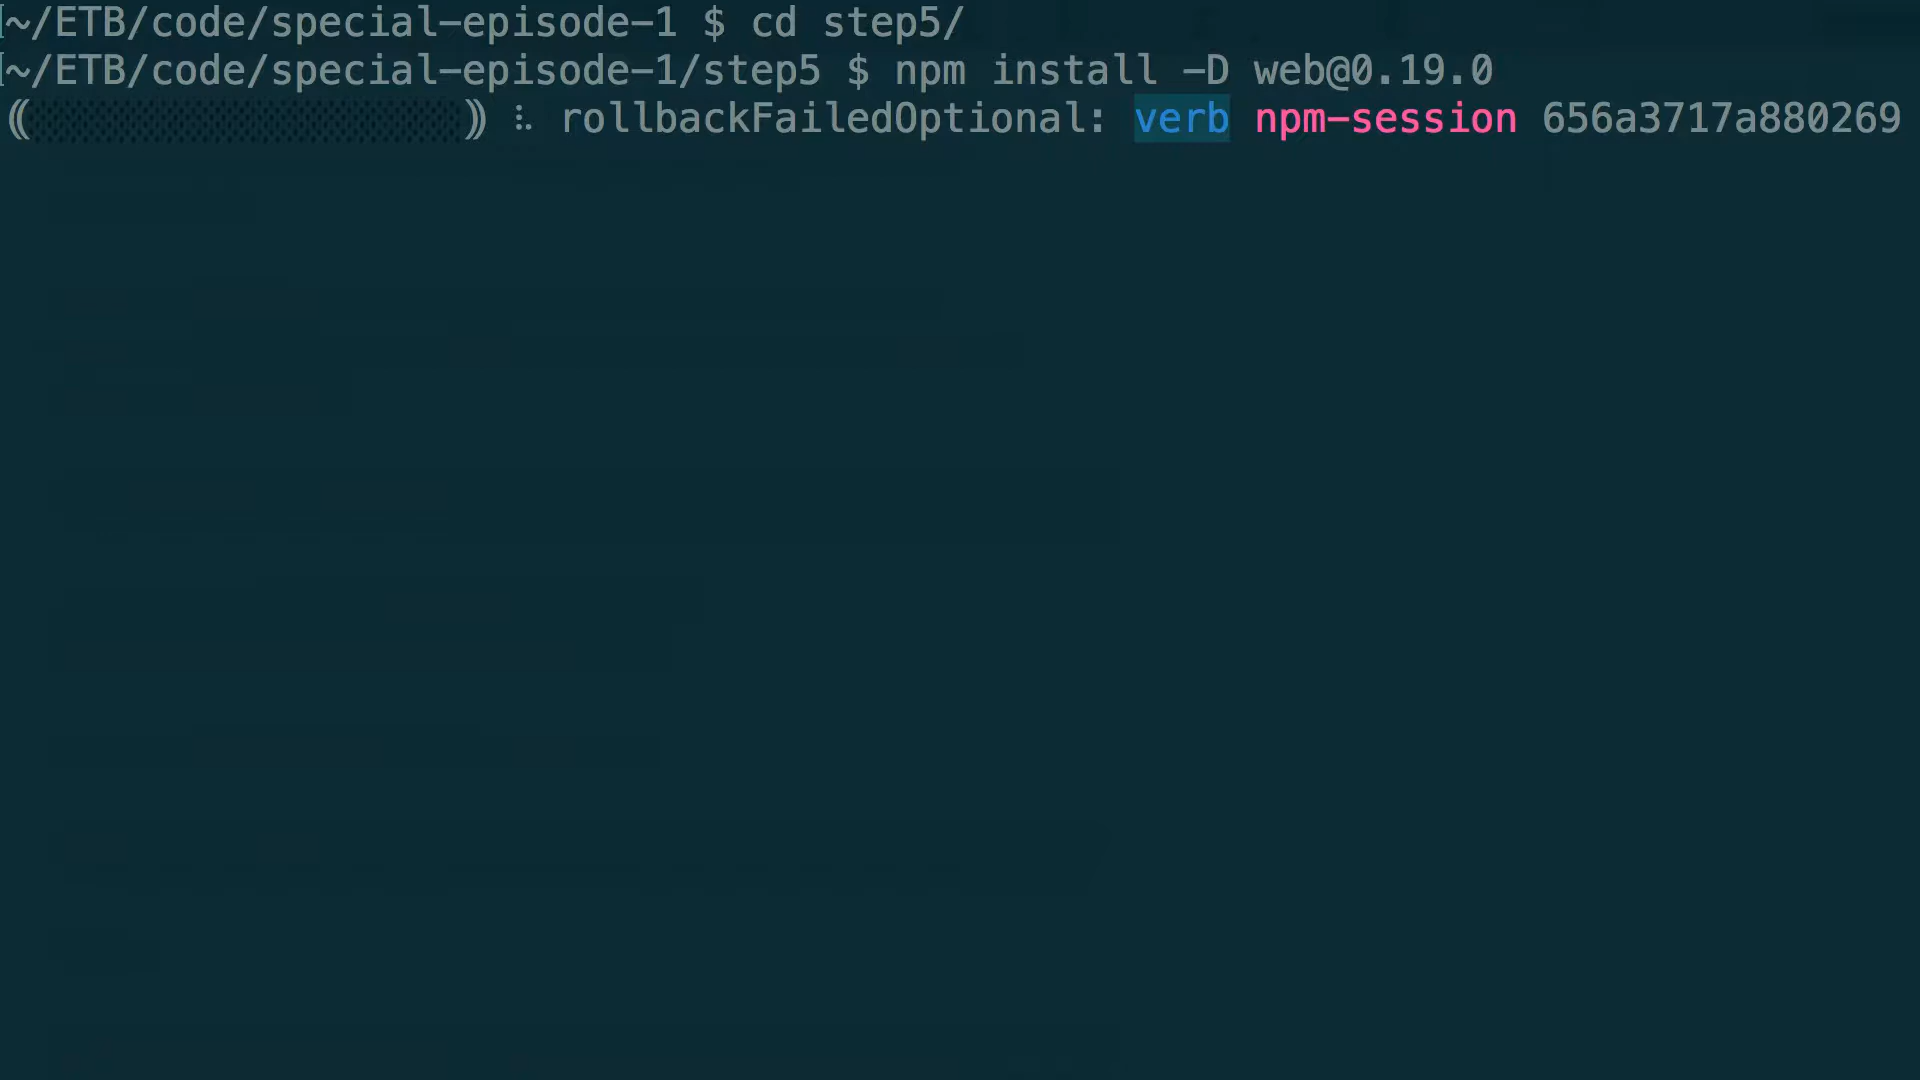 ~/ETB/code/special-episode-1 $ cd step5/
~/ETB/code/special-episode-1/step5 $ npm install -D web@0.19.0
(( )) ⠧ rollbackFailedOptional: verb npm-session 656a3717a880269